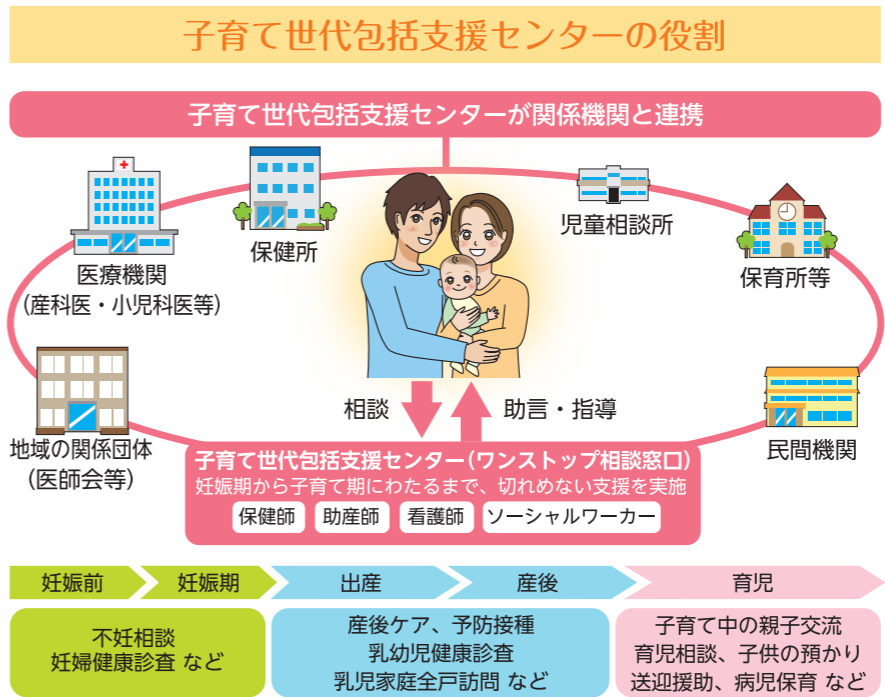 子育て世代包括支援センターの役割
子育て世代包括支援センターが関係機関と連携
医療機関
(産科医・小児科医等)
保健所
児童相談所
保育所等
地域の関係団体
(医師会等)
民間機関
相談
助言・指導
子育て世代包括支援センター(ワンストップ相談窓口)
妊娠期から子育て期にわたるまで、切れめない支援を実施
保健師 助産師 看護師 ソーシャルワーカー
妊娠前 妊娠期 出産 産後 育児
不妊相談
妊婦健康診査 など
産後ケア、予防接種
乳幼児健康診査
乳児家庭全戸訪問 など
子育て中の親子交流
育児相談、子供の預かり
送迎援助、病児保育 など